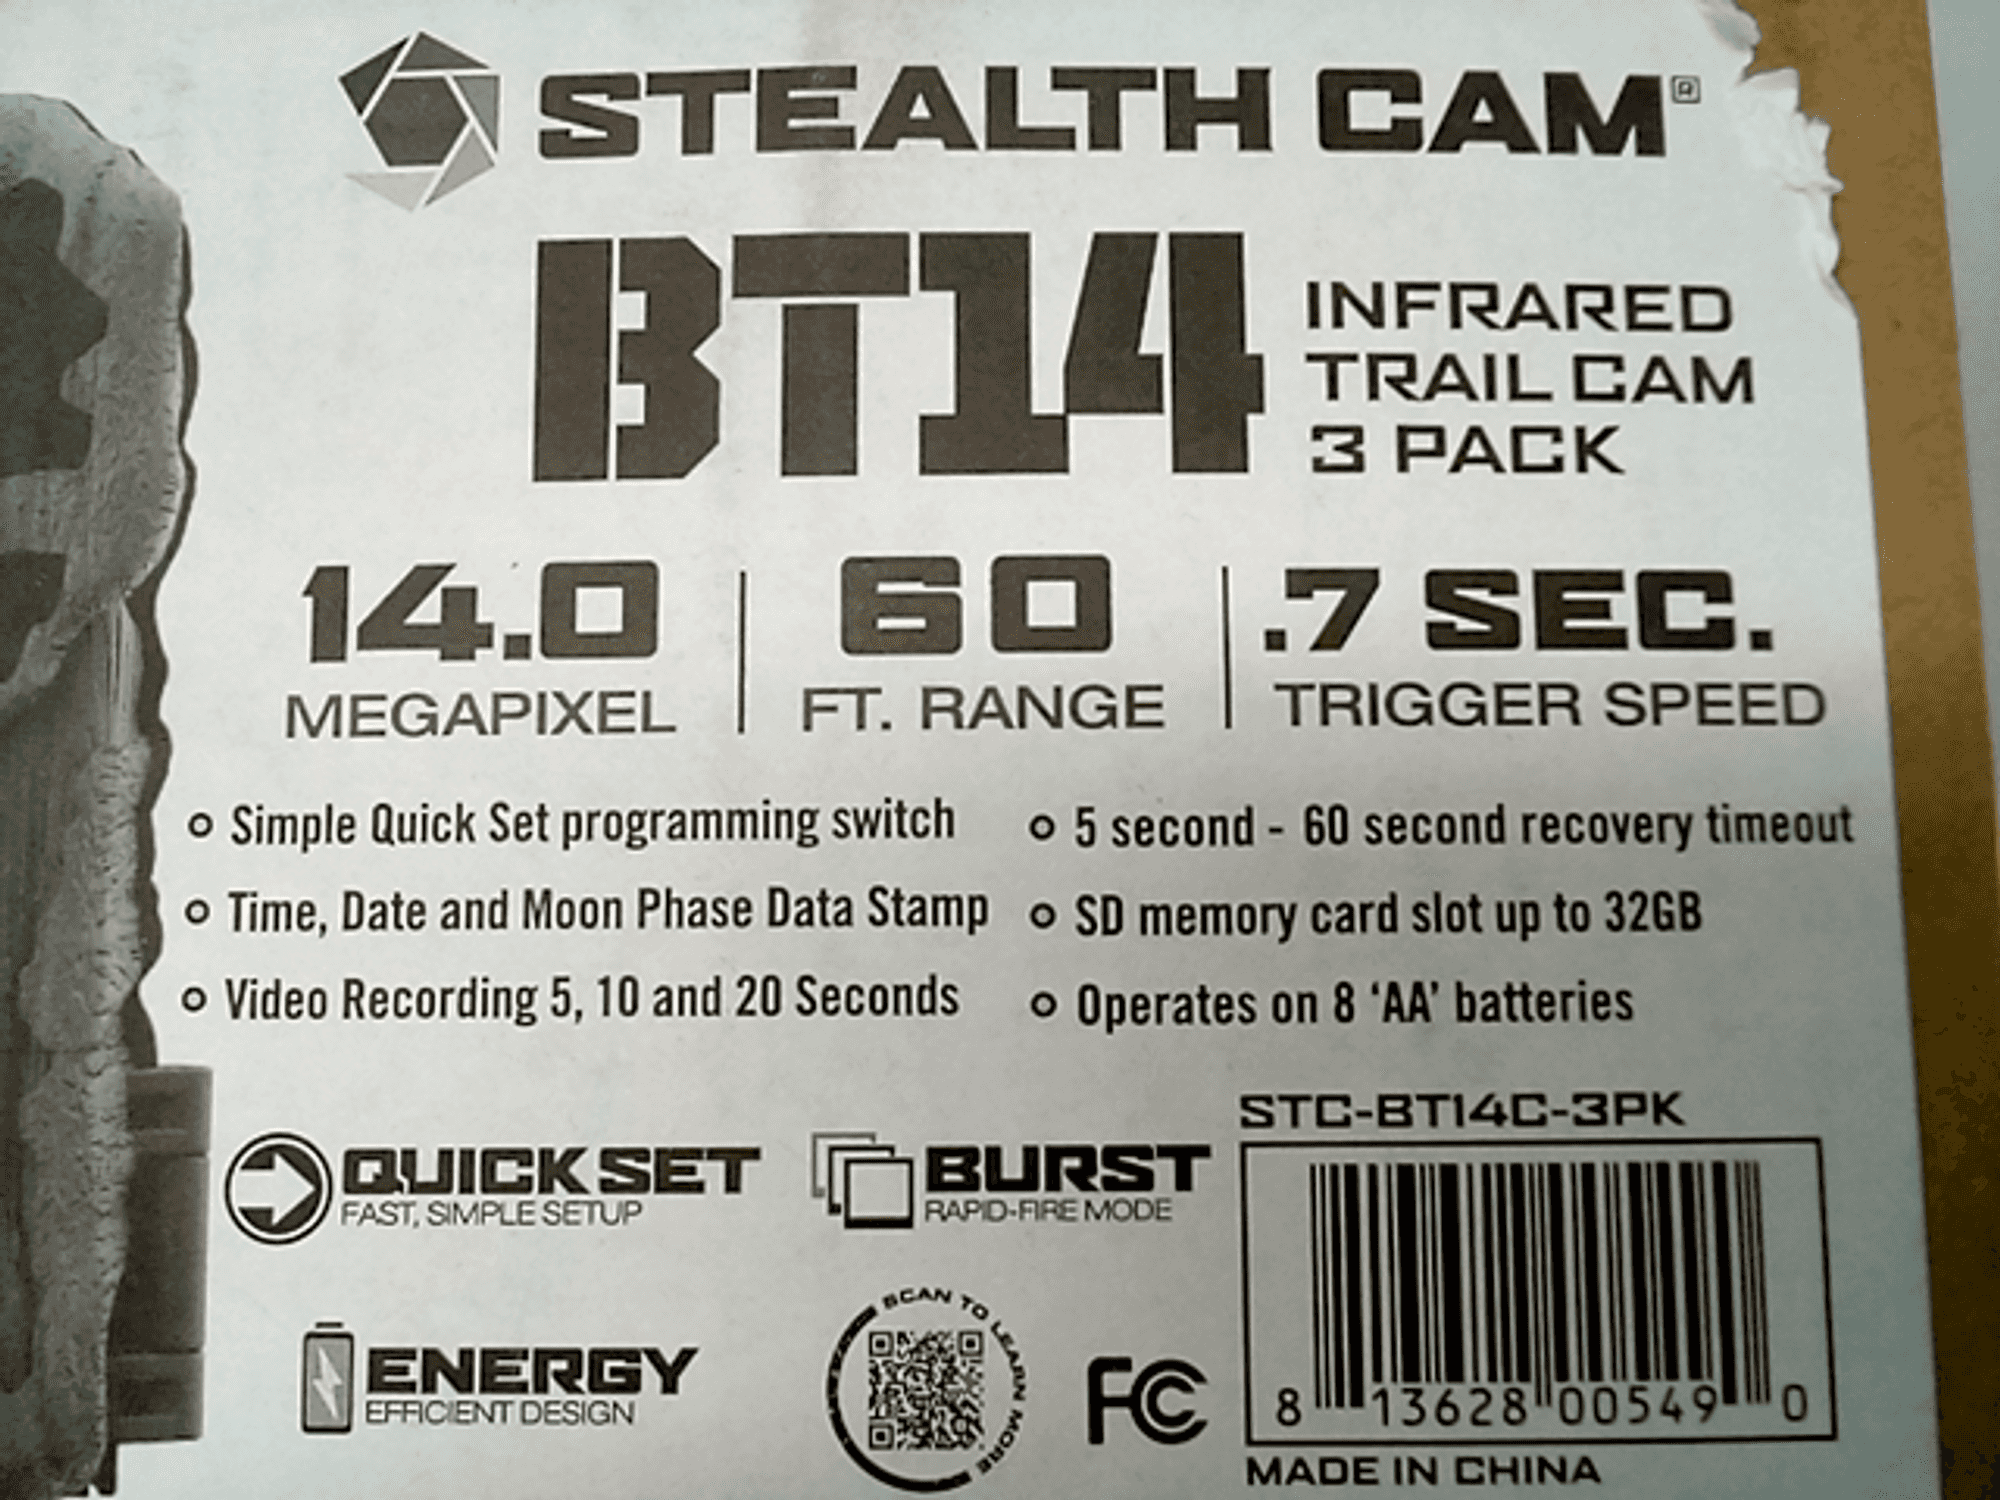 STEALTH CAM®
BT14
INFRARED
TRAIL CAM
3 PACK
14.0
MEGAPIXEL
60
FT. RANGE
.7 SEC.
TRIGGER SPEED
Simple Quick Set programming switch
Time, Date and Moon Phase Data Stamp
Video Recording 5, 10 and 20 Seconds
5 second - 60 second recovery timeout
SD memory card slot up to 32GB
Operates on 8 ‘AA’ batteries
QUICK SET
FAST, SIMPLE SETUP
BURST
RAPID-FIRE MODE
ENERGY
EFFICIENT DESIGN
SCAN TO LEARN MORE
FC
STC-BT14C-3PK
8 13628 00549 0
MADE IN CHINA